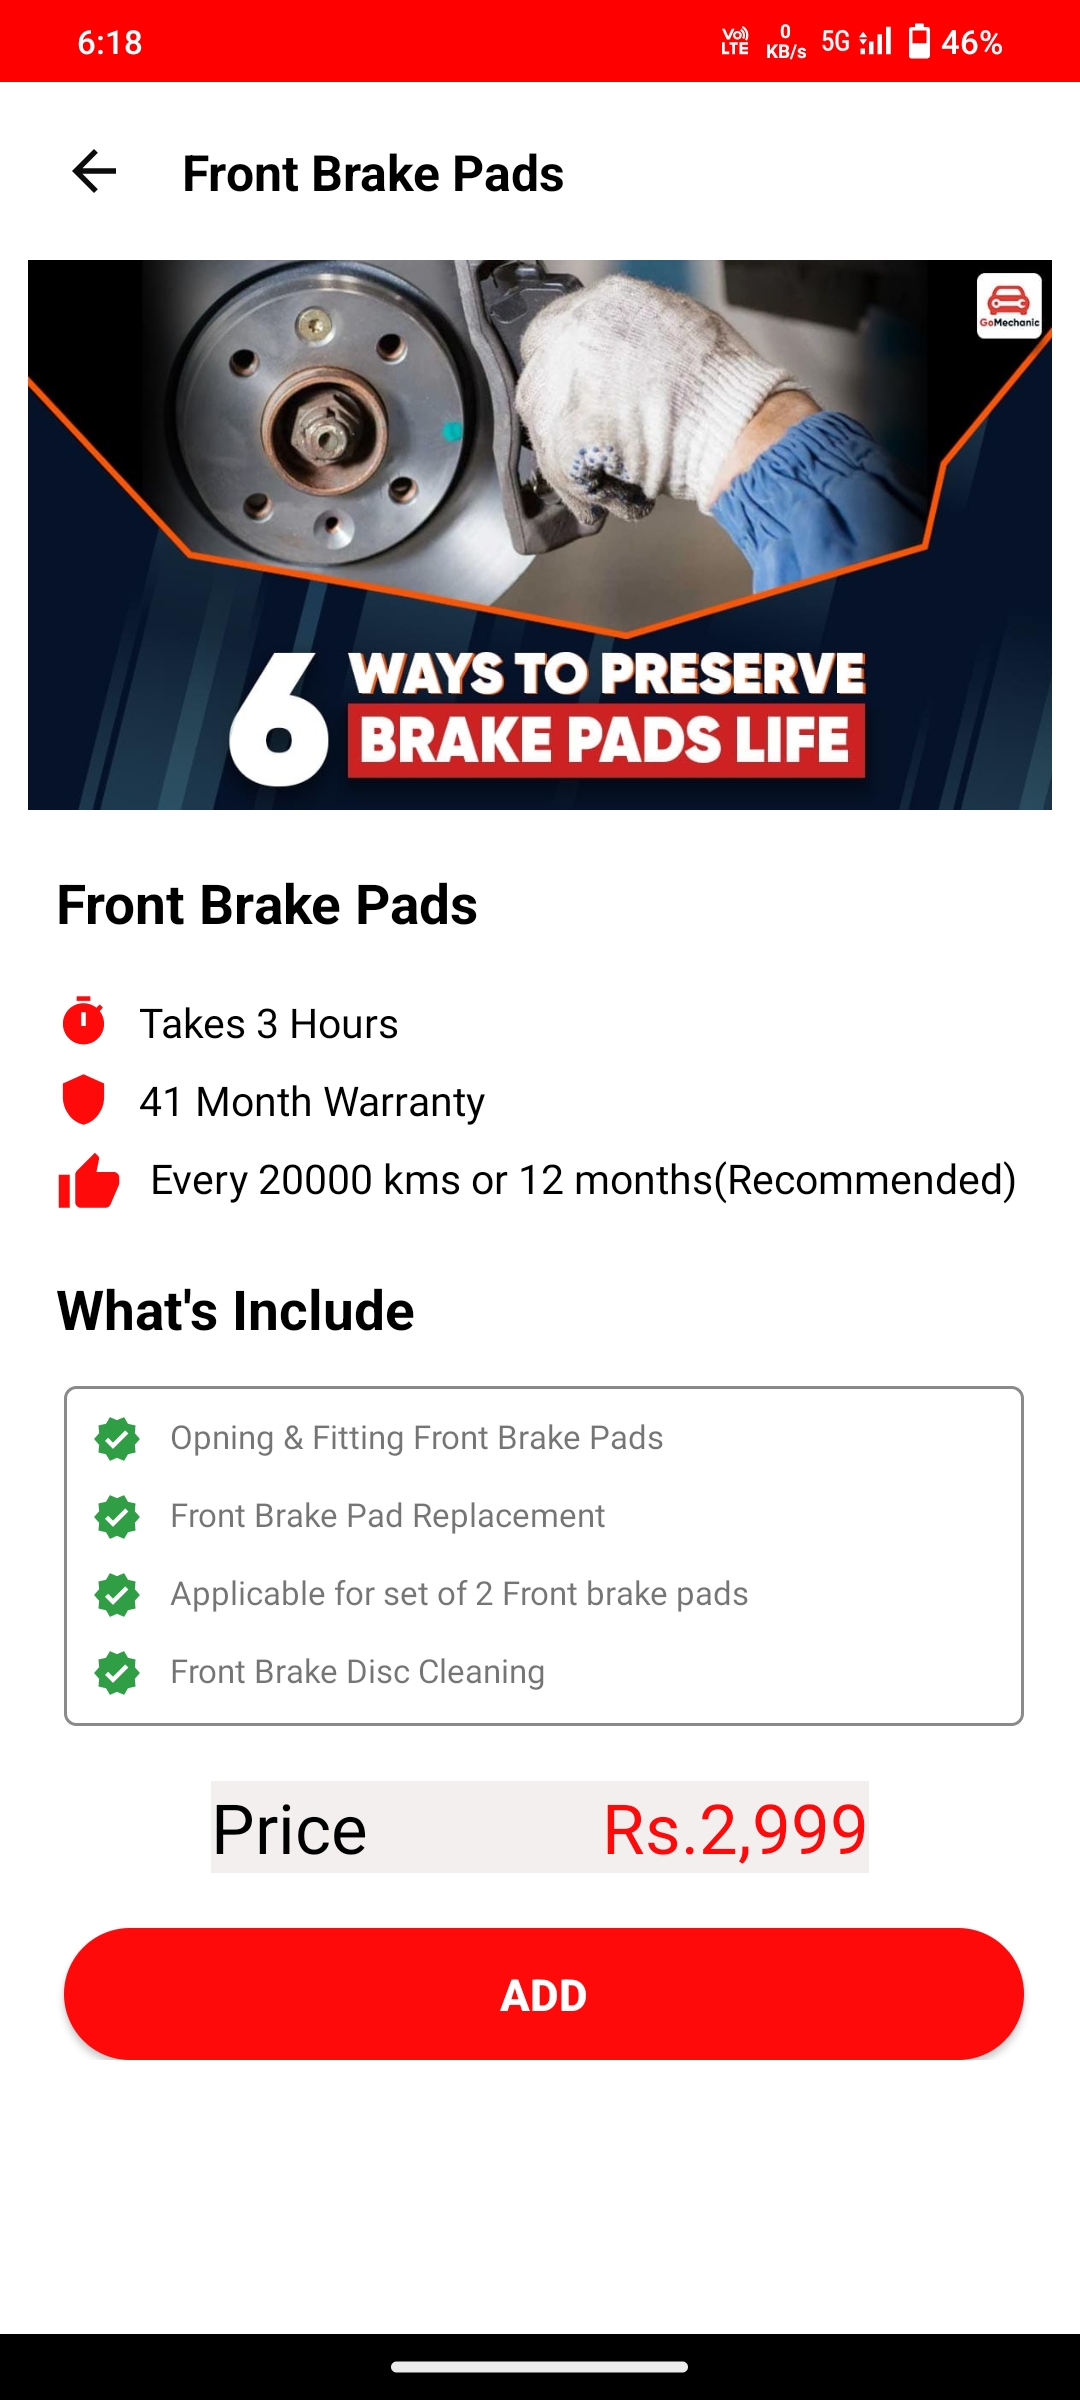 6:18
Vo)) LTE 0 KB/s 5G 46%
Front Brake Pads
GoMechanic
6 WAYS TO PRESERVE
BRAKE PADS LIFE
Front Brake Pads
Takes 3 Hours
41 Month Warranty
Every 20000 kms or 12 months(Recommended)
What's Include
Opning & Fitting Front Brake Pads
Front Brake Pad Replacement
Applicable for set of 2 Front brake pads
Front Brake Disc Cleaning
Price Rs.2,999
ADD